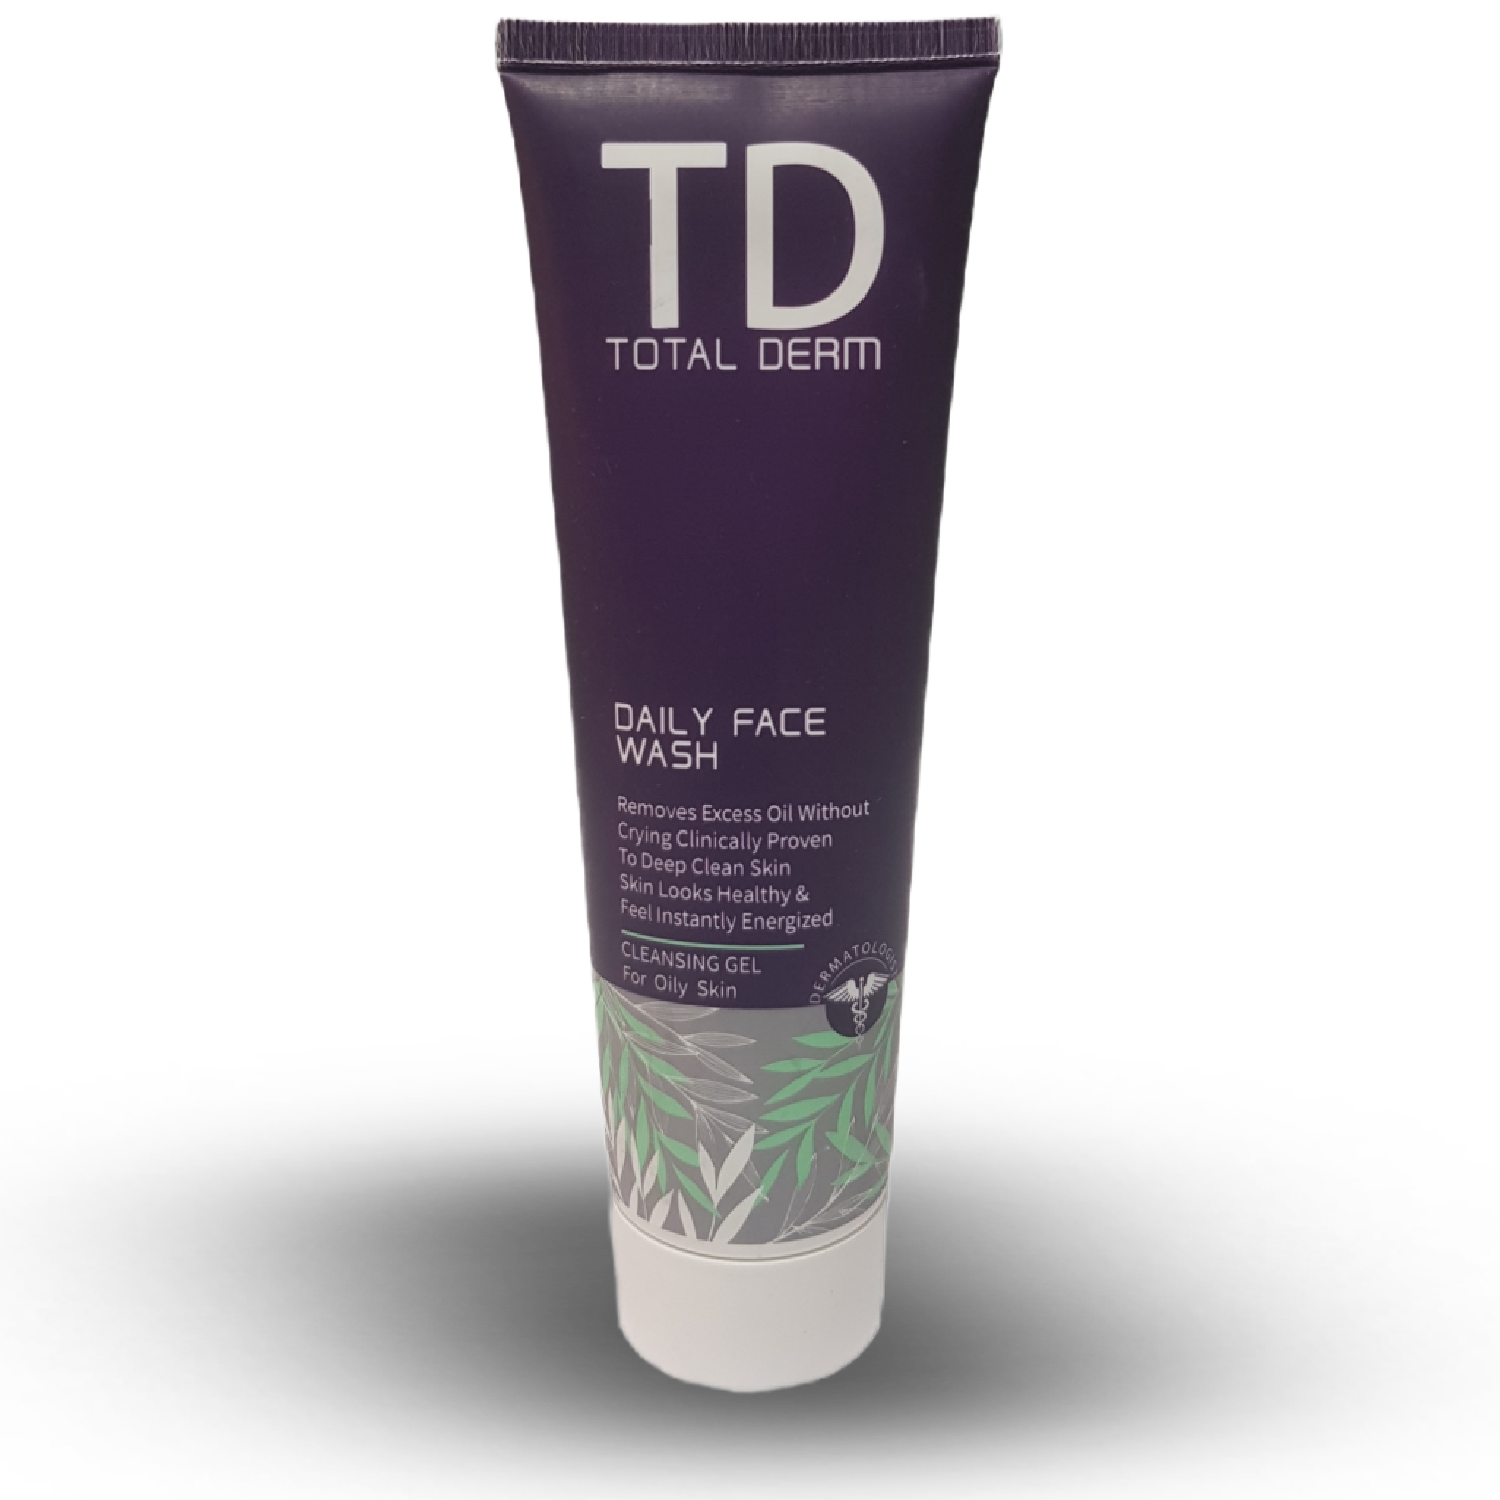 TD
TOTAL DERM
DAILY FACE
WASH
Removes Excess Oil Without
Crying Clinically Proven
To Deep Clean Skin
Skin Looks Healthy &
Feel Instantly Energized
CLEANSING GEL
For Oily Skin